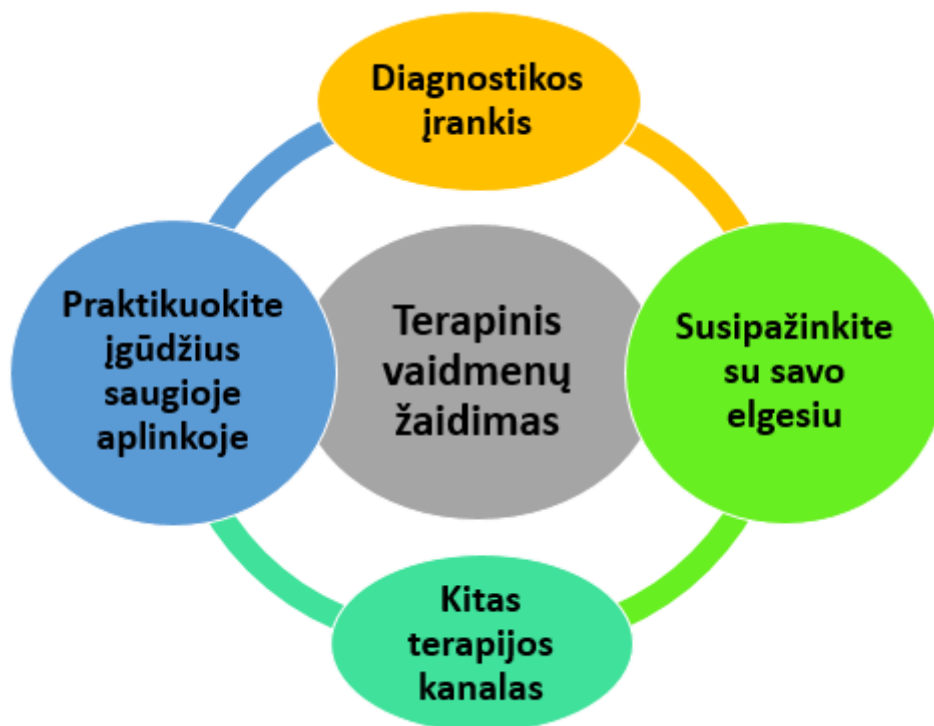 Diagnostikos
įrankis
Praktikuokite
įgūdžius
saugioje
aplinkoje
Terapinis
vaidmenų
žaidimas
Susipažinkite
su savo
elgesiu
Kitas
terapijos
kanalas